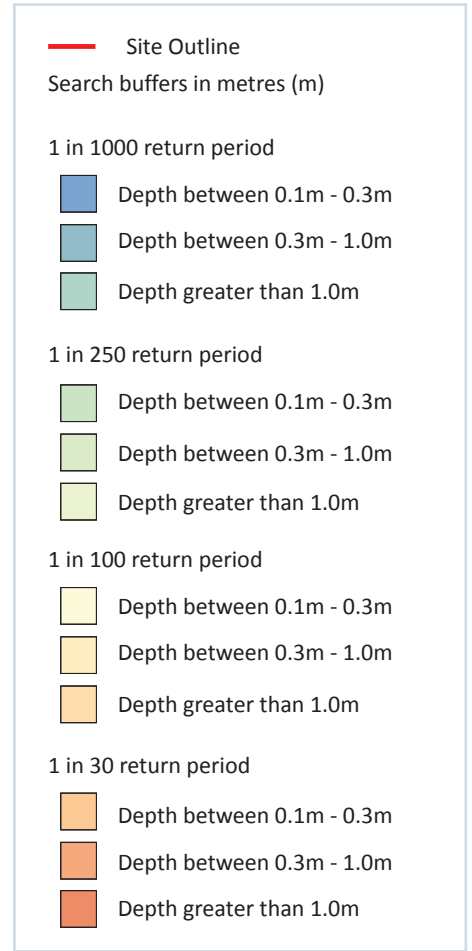 Site Outline
Search buffers in metres (m)
1 in 1000 return period
Depth between 0.1m - 0.3m
Depth between 0.3m - 1.0m
Depth greater than 1.0m
1 in 250 return period
Depth between 0.1m - 0.3m
Depth between 0.3m - 1.0m
Depth greater than 1.0m
1 in 100 return period
Depth between 0.1m - 0.3m
Depth between 0.3m - 1.0m
Depth greater than 1.0m
1 in 30 return period
Depth between 0.1m - 0.3m
Depth between 0.3m - 1.0m
Depth greater than 1.0m